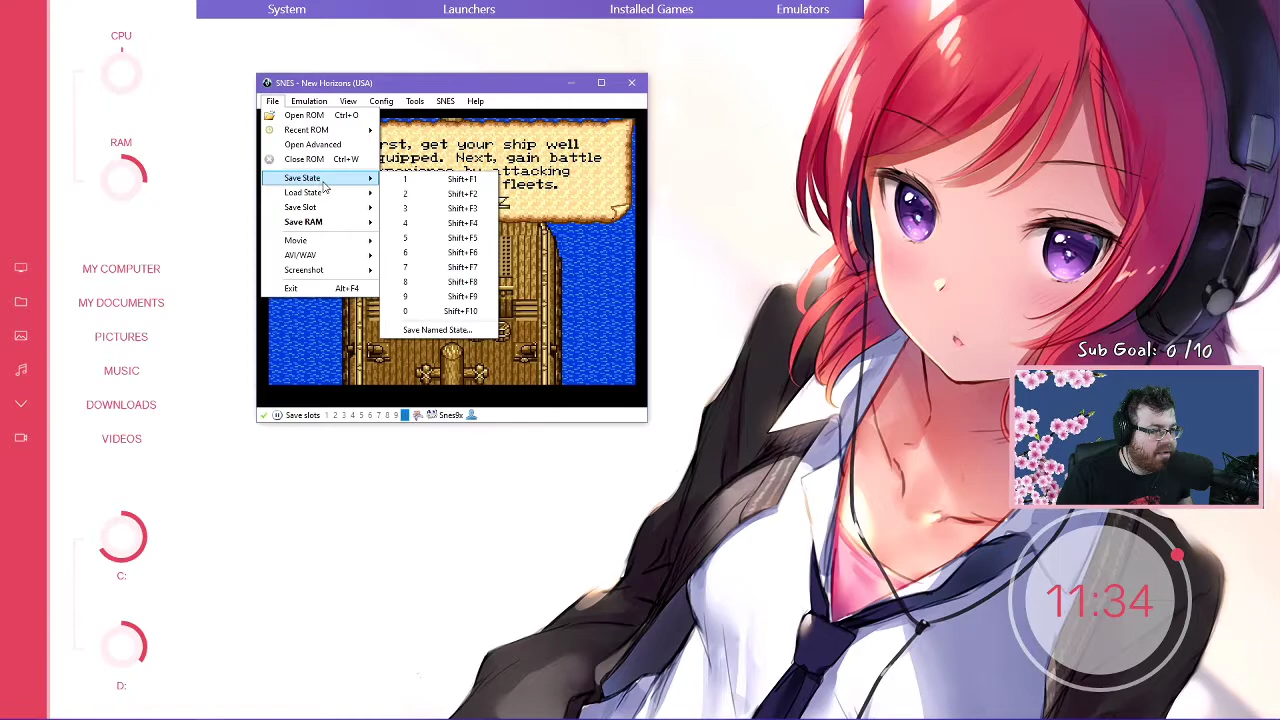 System
Launchers
Installed Games
Emulators
CPU
RAM
MY COMPUTER
MY DOCUMENTS
PICTURES
MUSIC
DOWNLOADS
VIDEOS
C:
D:
SNES - New Horizons (USA)
File Emulation View Config Tools SNES Help
Open ROM Ctrl+O
Recent ROM
Open Advanced
Close ROM Ctrl+W
Save State
Load State
Save Slot
Save RAM
Movie
AVI/WAV
Screenshot
Exit Alt+F4
1 Shift+F1
2 Shift+F2
3 Shift+F3
4 Shift+F4
5 Shift+F5
6 Shift+F6
7 Shift+F7
8 Shift+F8
9 Shift+F9
0 Shift+F10
Save Named State...
rst, get your ship well
quipped. Next, gain battle
attacking
fleets.
Save slots 1 2 3 4 5 6 7 8 9
Snes9x
Sub Goal: 0 /10
11:34